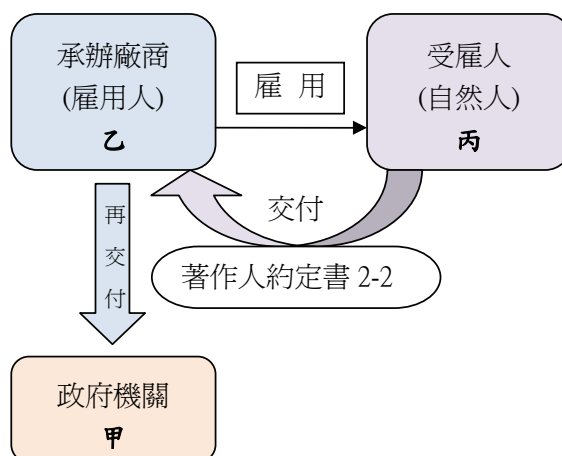 承辦廠商
(雇用人)
乙
雇 用
受雇人
(自然人)
丙
交付
著作人約定書 2-2
再
交
付
政府機關
甲